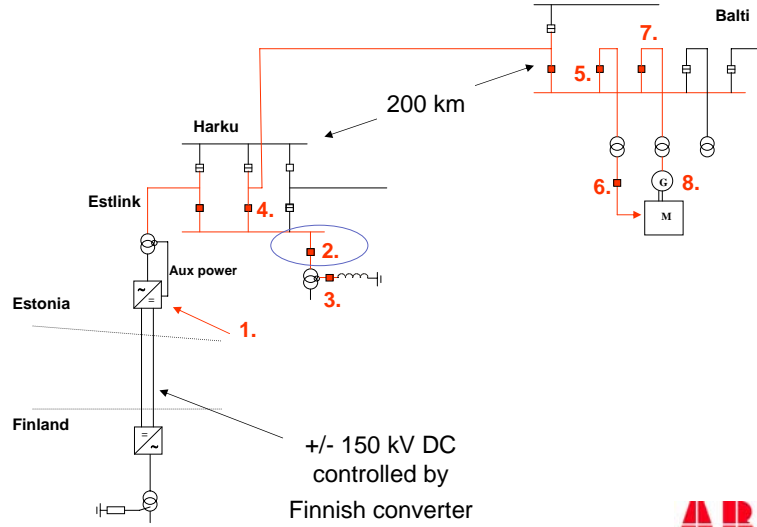 Balti
7.
5.
200 km
Harku
6.
G
8.
M
Estlink
4.
2.
Aux power
3.
~
=
Estonia
1.
Finland
=
~
+/- 150 kV DC
controlled by
Finnish converter